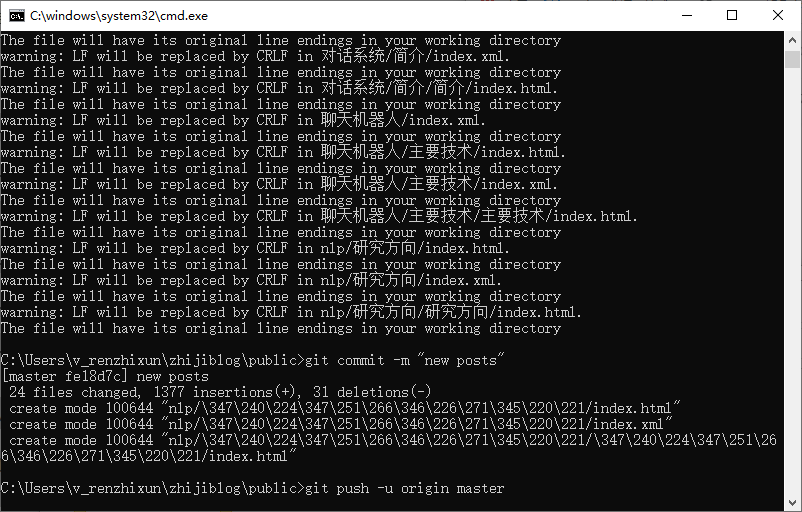 C:\windows\system32\cmd.exe
The file will have its original line endings in your working directory
warning: LF will be replaced by CRLF in 对话系统/简介/index.xml.
The file will have its original line endings in your working directory
warning: LF will be replaced by CRLF in 对话系统/简介/简介/index.html.
The file will have its original line endings in your working directory
warning: LF will be replaced by CRLF in 聊天机器人/index.xml.
The file will have its original line endings in your working directory
warning: LF will be replaced by CRLF in 聊天机器人/主要技术/index.html.
The file will have its original line endings in your working directory
warning: LF will be replaced by CRLF in 聊天机器人/主要技术/index.xml.
The file will have its original line endings in your working directory
warning: LF will be replaced by CRLF in 聊天机器人/主要技术/主要技术/index.html.
The file will have its original line endings in your working directory
warning: LF will be replaced by CRLF in nlp/研究方向/index.html.
The file will have its original line endings in your working directory
warning: LF will be replaced by CRLF in nlp/研究方向/index.xml.
The file will have its original line endings in your working directory
warning: LF will be replaced by CRLF in nlp/研究方向/研究方向/index.html.
The file will have its original line endings in your working directory
C:\Users\v_renzhixun\zhijiblog\public>git commit -m "new posts"
[master fe18d7c] new posts
24 files changed, 1377 insertions(+), 31 deletions(-)
create mode 100644 "nlp/\347\240\224\347\251\266\346\226\271\345\220\221/index.html"
create mode 100644 "nlp/\347\240\224\347\251\266\346\226\271\345\220\221/index.xml"
create mode 100644 "nlp/\347\240\224\347\251\266\346\226\271\345\220\221/\347\240\224\347\251\26
6\346\226\271\345\220\221/index.html"
C:\Users\v_renzhixun\zhijiblog\public>git push -u origin master